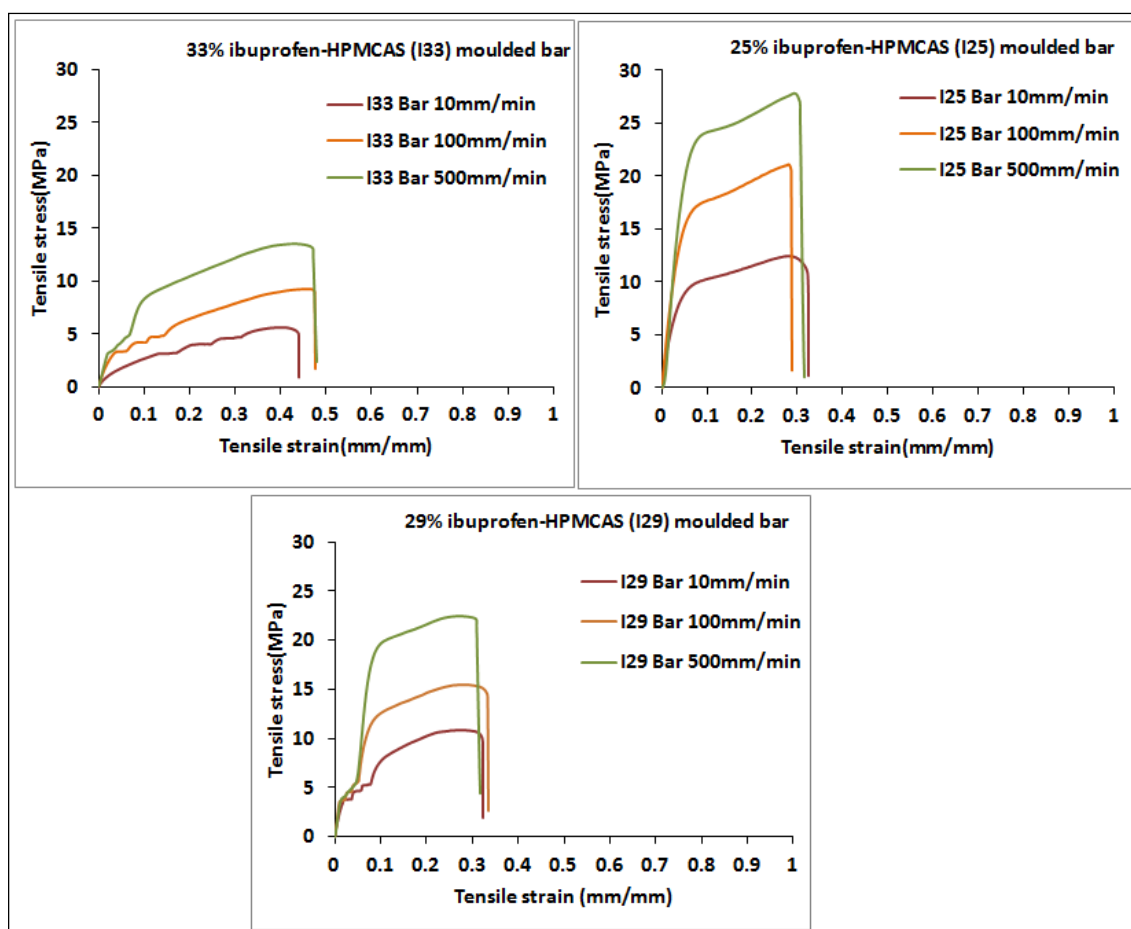 33% ibuprofen-HPMCAS (I33) moulded bar
30
25
20
15
10
5
0
Tensile stress(MPa)
I33 Bar 10mm/min
I33 Bar 100mm/min
I33 Bar 500mm/min
0 0.1 0.2 0.3 0.4 0.5 0.6 0.7 0.8 0.9 1
Tensile strain(mm/mm)
25% ibuprofen-HPMCAS (I25) moulded bar
30
25
20
15
10
5
0
Tensile stress(MPa)
I25 Bar 10mm/min
I25 Bar 100mm/min
I25 Bar 500mm/min
0 0.1 0.2 0.3 0.4 0.5 0.6 0.7 0.8 0.9 1
Tensile strain(mm/mm)
29% ibuprofen-HPMCAS (I29) moulded bar
30
25
20
15
10
5
0
Tensile stress(MPa)
I29 Bar 10mm/min
I29 Bar 100mm/min
I29 Bar 500mm/min
0 0.1 0.2 0.3 0.4 0.5 0.6 0.7 0.8 0.9 1
Tensile strain (mm/mm)